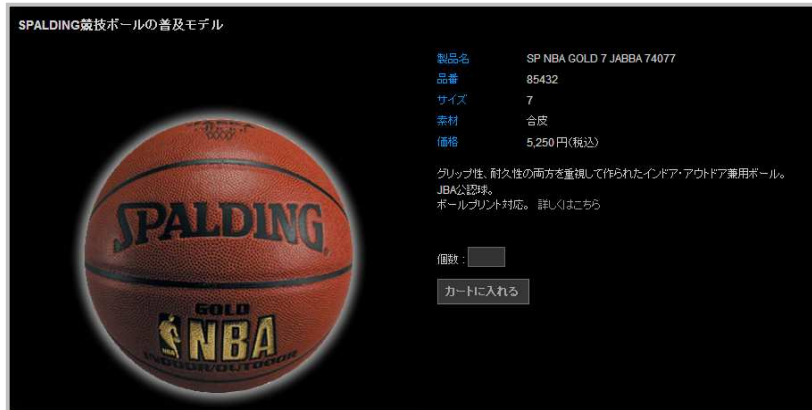 SPALDING競技ボールの普及モデル
製品名 SP NBA GOLD 7 JABBA 74077
品番 85432
サイズ 7
素材 合皮
価格 5,250円(税込)
グリップ性、耐久性の両方を重視して作られたインドア・アウトドア兼用ボール。
JBA公認球。
ボールプリント対応。 詳しくはこちら
個数 :
カートに入れる
SPALDING
GOLD
NBA
INDOOR/OUTDOOR